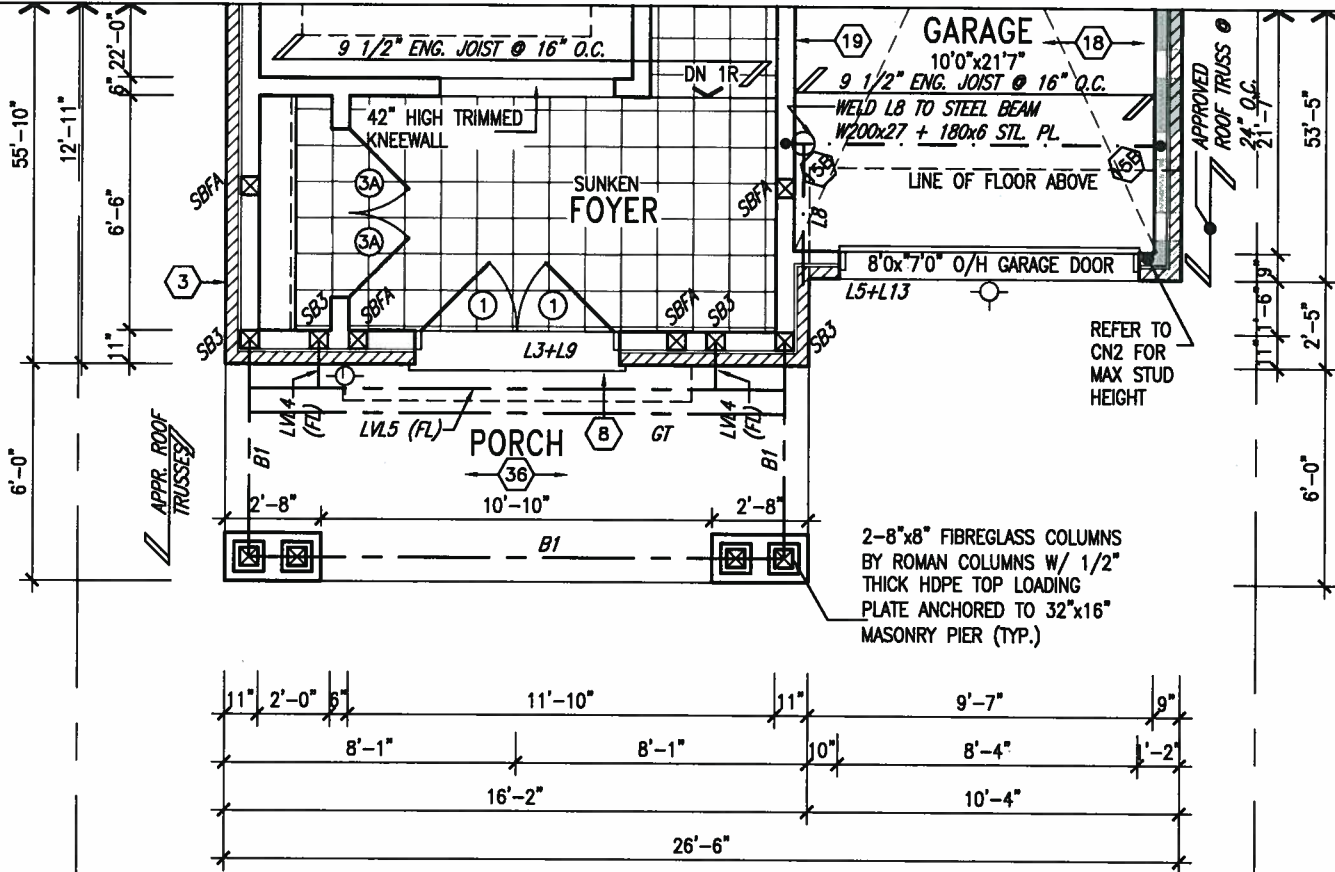 GARAGE
10'0"x21'7"
19
18
9 1/2" ENG. JOIST @ 16" O.C.
9 1/2" ENG. JOIST @ 16" O.C.
DN 1R
42" HIGH TRIMMED
KNEEWALL
WELD L8 TO STEEL BEAM
W200x27 + 180x6 STL. PL.
APPROVED
ROOF TRUSS @
24" O.C.
22'-0"
6"
55'-10"
12'-11"
6'-6"
11"
6'-0"
21'-7"
53'-5"
9"
1'-6"
11"
2'-5"
6'-0"
SBFA
3A
3A
SUNKEN
FOYER
SBFA
LINE OF FLOOR ABOVE
L8
3
8'0x"7'0" O/H GARAGE DOOR
L5+L13
SB3
SB3
SBFA
1
1
L3+L9
SBFA
SB3
SB3
REFER TO
CN2 FOR
MAX STUD
HEIGHT
LVL4
(FL)
LVL5 (FL)
8
GT
LVL4
(FL)
PORCH
36
B1
B1
APPR. ROOF
TRUSSES
2'-8"
10'-10"
2'-8"
B1
2-8"x8" FIBREGLASS COLUMNS
BY ROMAN COLUMNS W/ 1/2"
THICK HDPE TOP LOADING
PLATE ANCHORED TO 32"x16"
MASONRY PIER (TYP.)
11"
2'-0"
6"
11'-10"
11"
9'-7"
9"
8'-1"
8'-1"
10"
8'-4"
1'-2"
16'-2"
10'-4"
26'-6"